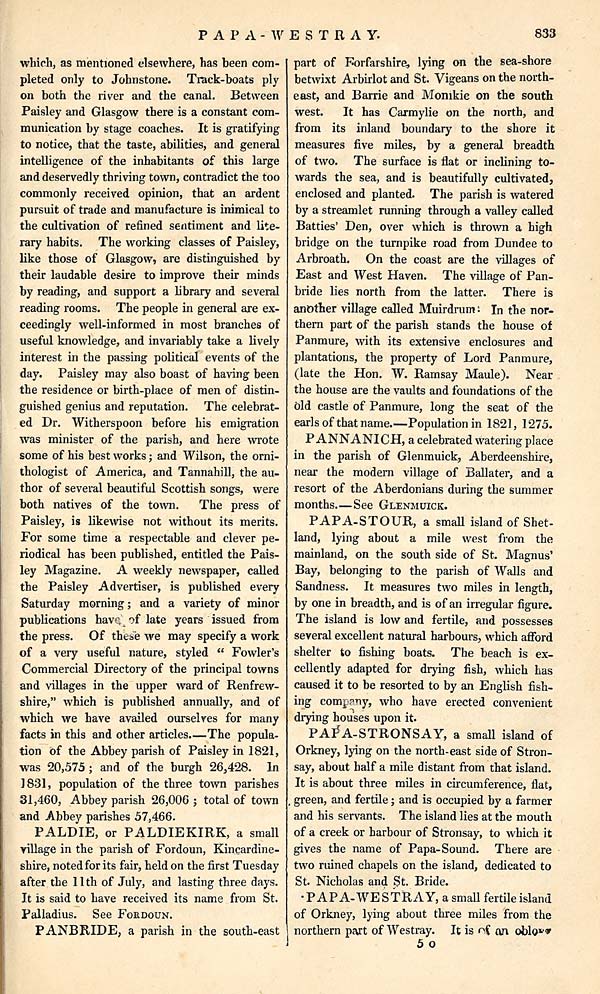 PAPA-WESTRAY.
833
which, as mentioned elsewhere, has been com-
pleted only to Johnstone. Track-boats ply
on both the river and the canal. Between
Paisley and Glasgow there is a constant com-
munication by stage coaches. It is gratifying
to notice, that the taste, abilities, and general
intelligence of the inhabitants of this large
and deservedly thriving town, contradict the too
commonly received opinion, that an ardent
pursuit of trade and manufacture is inimical to
the cultivation of refined sentiment and lite-
rary habits. The working classes of Paisley,
like those of Glasgow, are distinguished by
their laudable desire to improve their minds
by reading, and support a library and several
reading rooms. The people in general are ex-
ceedingly well-informed in most branches of
useful knowledge, and invariably take a lively
interest in the passing political events of the
day. Paisley may also boast of having been
the residence or birth-place of men of distin-
guished genius and reputation. The celebrat-
ed Dr. Witherspoon before his emigration
was minister of the parish, and here wrote
some of his best works; and Wilson, the orni-
thologist of America, and Tannahill, the au-
thor of several beautiful Scottish songs, were
both natives of the town. The press of
Paisley, is likewise not without its merits.
For some time a respectable and clever pe-
riodical has been published, entitled the Pais-
ley Magazine. A weekly newspaper, called
the Paisley Advertiser, is published every
Saturday morning; and a variety of minor
publications have of late years issued from
the press. Of these we may specify a work
of a very useful nature, styled " Fowler's
Commercial Directory of the principal towns
and villages in the upper ward of Renfrew-
shire," which is published annually, and of
which we have availed ourselves for many
facts in this and other articles.—The popula-
tion of the Abbey parish of Paisley in 1821,
was 20,575; and of the burgh 26,428. In
1831, population of the three town parishes
31,460, Abbey parish 26,006; total of town
and Abbey parishes 57,466.
PALDIE, or PALDIEKIRK, a small
village in the parish of Fordoun, Kincardine-
shire, noted for its fair, held on the first Tuesday
after the 11th of July, and lasting three days.
It is said to have received its name from St.
Palladius. See FORDOUN.
PANBRIDE, a parish in the south-east
part of Forfarshire, lying on the sea-shore
betwixt Arbirlot and St. Vigeans on the north-
east, and Barrie and Monikie on the south
west. It has Carmylie on the north, and
from its inland boundary to the shore it
measures five miles, by a general breadth
of two. The surface is flat or inclining to-
wards the sea, and is beautifully cultivated,
enclosed and planted. The parish is watered
by a streamlet running through a valley called
Batties' Den, over which is thrown a high
bridge on the turnpike road from Dundee to
Arbroath. On the coast are the villages of
East and West Haven. The village of Pan-
bride lies north from the latter. There is
another village called Muirdrum: In the nor-
thern part of the parish stands the house of
Panmure, with its extensive enclosures and
plantations, the property of Lord Panmure,
(late the Hon. W. Ramsay Maule). Near
the house are the vaults and foundations of the
old castle of Panmure, long the seat of the
earls of that name.—Population in 1821, 1275.
PANNANICH, a celebrated watering place
in the parish of Glenmuick, Aberdeenshire,
near the modern village of Ballater, and a
resort of the Aberdonians during the summer
months.—See GLENMUICK.
PAPA-STOUR, a small island of Shet-
land, lying about a mile west from the
mainland, on the south side of St. Magnus'
Bay, belonging to the parish of Walls and
Sandness. It measures two miles in length,
by one in breadth, and is of an irregular figure.
The island is low and fertile, and possesses
several excellent natural harbours, which afford
shelter to fishing boats. The beach is ex-
cellently adapted for drying fish, which has
caused it to be resorted to by an English fish-
ing company, who have erected convenient
drying houses upon it.
PAPA-STRONSAY, a small island of
Orkney, lying on the north-east side of Stron-
say, about half a mile distant from that island.
It is about three miles in circumference, flat,
green, and fertile; and is occupied by a farmer
and his servants. The island lies at the mouth
of a creek or harbour of Stronsay, to which it
gives the name of Papa-Sound. There are
two ruined chapels on the island, dedicated to
St. Nicholas and St. Bride.
PAPA-WESTRAY, a small fertile island
of Orkney, lying about three miles from the
northern part of Westray. It is of an oblong
5 O